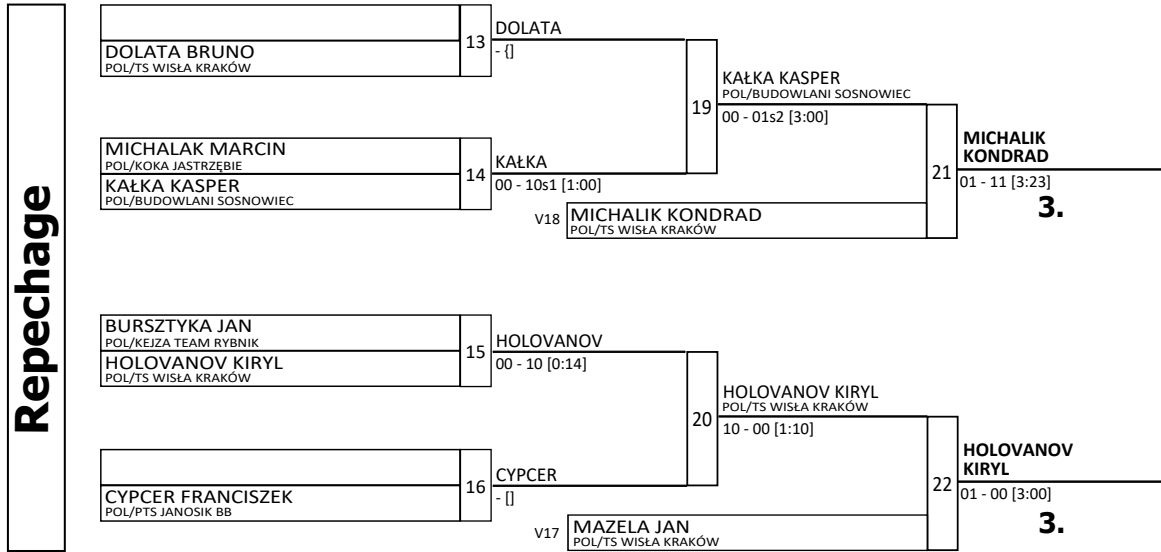 Repechage
13
DOLATA BRUNO
POL/TS WISŁA KRAKÓW
DOLATA
- {]
MICHALAK MARCIN
POL/KOKA JASTRZĘBIE
14
KAŁKA KASPER
POL/BUDOWLANI SOSNOWIEC
KAŁKA
00 - 10s1 [1:00]
19
KAŁKA KASPER
POL/BUDOWLANI SOSNOWIEC
00 - 01s2 [3:00]
V18
MICHALIK KONDRAD
POL/TS WISŁA KRAKÓW
21
MICHALIK
KONDRAD
01 - 11 [3:23]
3.
BURSZTYKA JAN
POL/KEJZA TEAM RYBNIK
15
HOLOVANOV KIRYL
POL/TS WISŁA KRAKÓW
HOLOVANOV
00 - 10 [0:14]
16
CYPCER FRANCISZEK
POL/PTS JANOSIK BB
CYPCER
- []
20
HOLOVANOV KIRYL
POL/TS WISŁA KRAKÓW
10 - 00 [1:10]
V17
MAZELA JAN
POL/TS WISŁA KRAKÓW
22
HOLOVANOV
KIRYL
01 - 00 [3:00]
3.